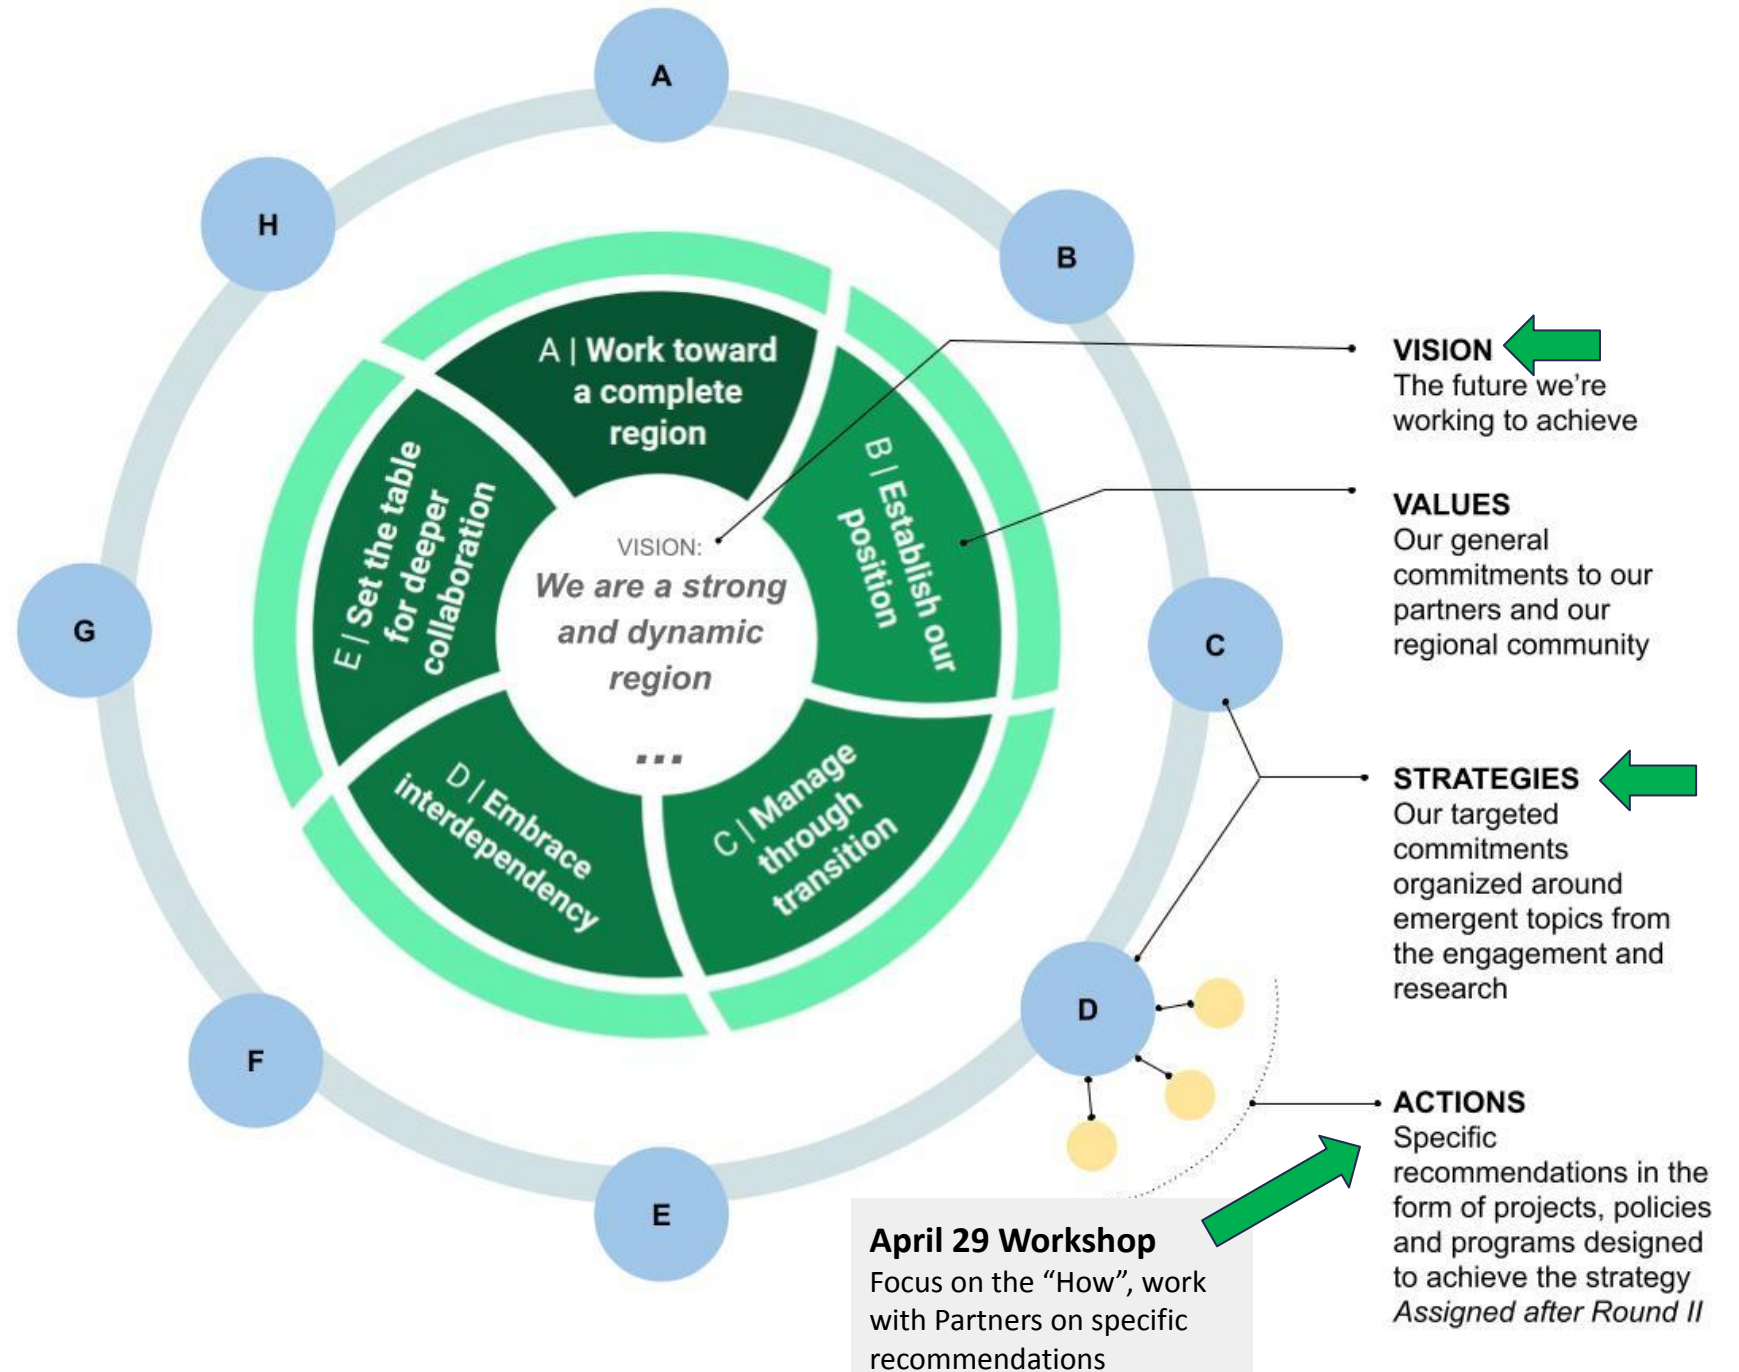 A
B
C
D
E
F
G
H
A | Work toward
a complete
region
B | Establish our
position
C | Manage
through
transition
D | Embrace
interdependency
E | Set the table
for deeper
collaboration
VISION:
We are a strong
and dynamic
region
...
VISION
The future we’re
working to achieve
VALUES
Our general
commitments to our
partners and our
regional community
STRATEGIES
Our targeted
commitments
organized around
emergent topics from
the engagement and
research
ACTIONS
Specific
recommendations in the
form of projects, policies
and programs designed
to achieve the strategy
Assigned after Round II
April 29 Workshop
Focus on the “How”, work
with Partners on specific
recommendations